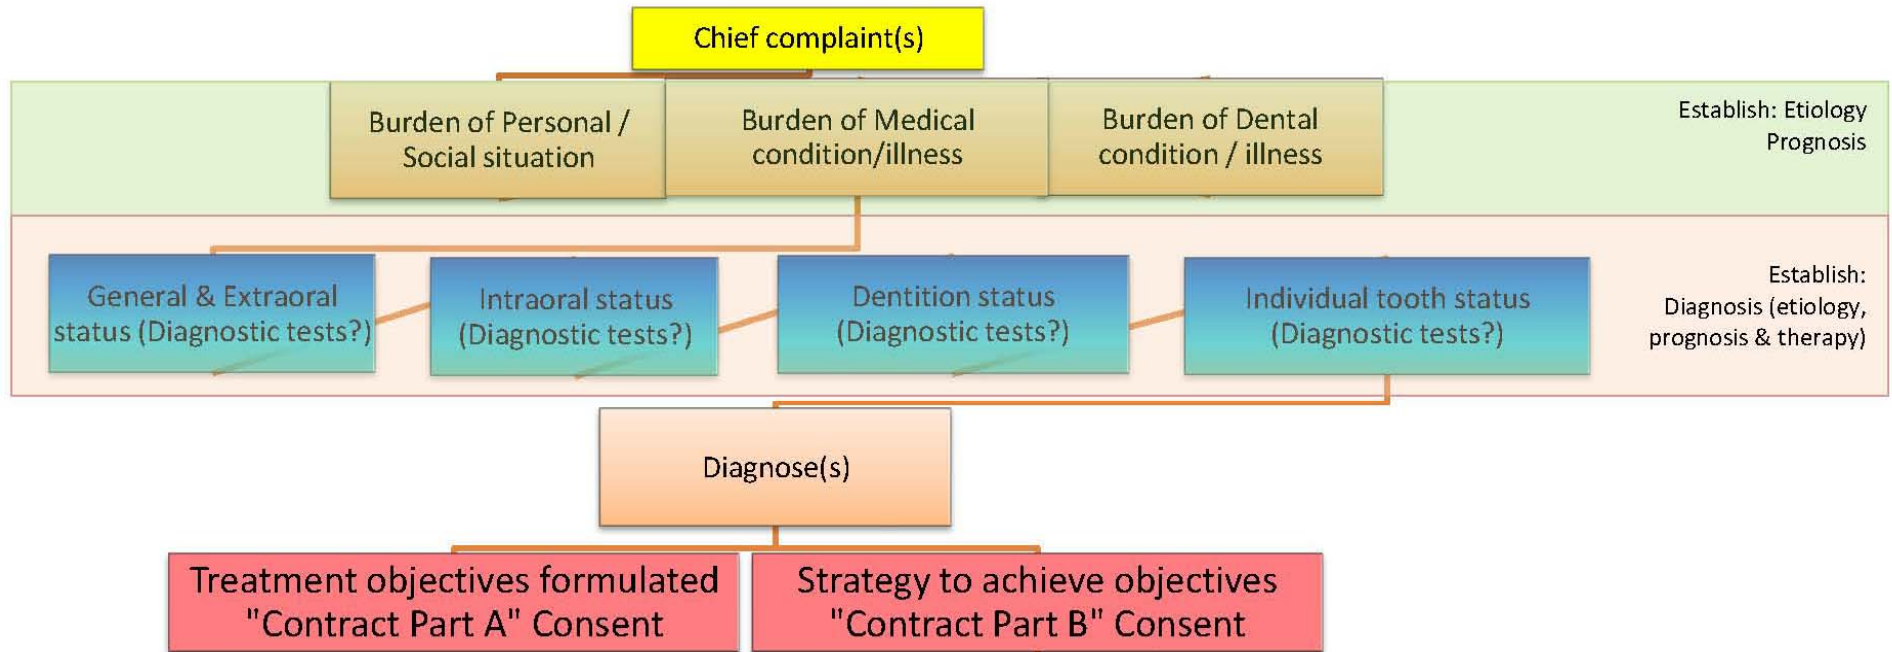 Chief complaint(s)
Burden of Personal /
Social situation
Burden of Medical
condition/illness
Burden of Dental
condition / illness
Establish: Etiology
Prognosis
General & Extraoral
status (Diagnostic tests?)
Intraoral status
(Diagnostic tests?)
Dentition status
(Diagnostic tests?)
Individual tooth status
(Diagnostic tests?)
Establish:
Diagnosis (etiology,
prognosis & therapy)
Diagnose(s)
Treatment objectives formulated
"Contract Part A" Consent
Strategy to achieve objectives
"Contract Part B" Consent